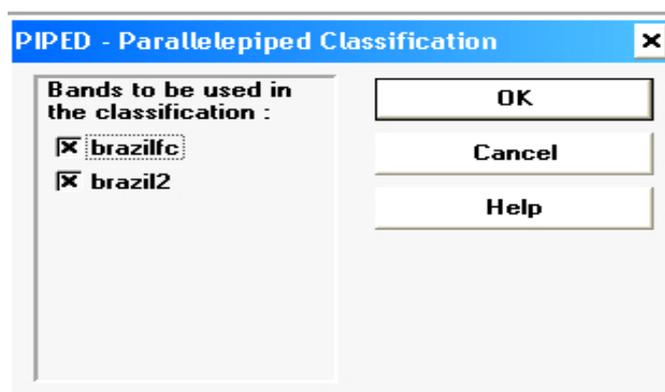 PIPED - Parallelepiped Classification
Bands to be used in
the classification :
brazilfc
brazil2
OK
Cancel
Help